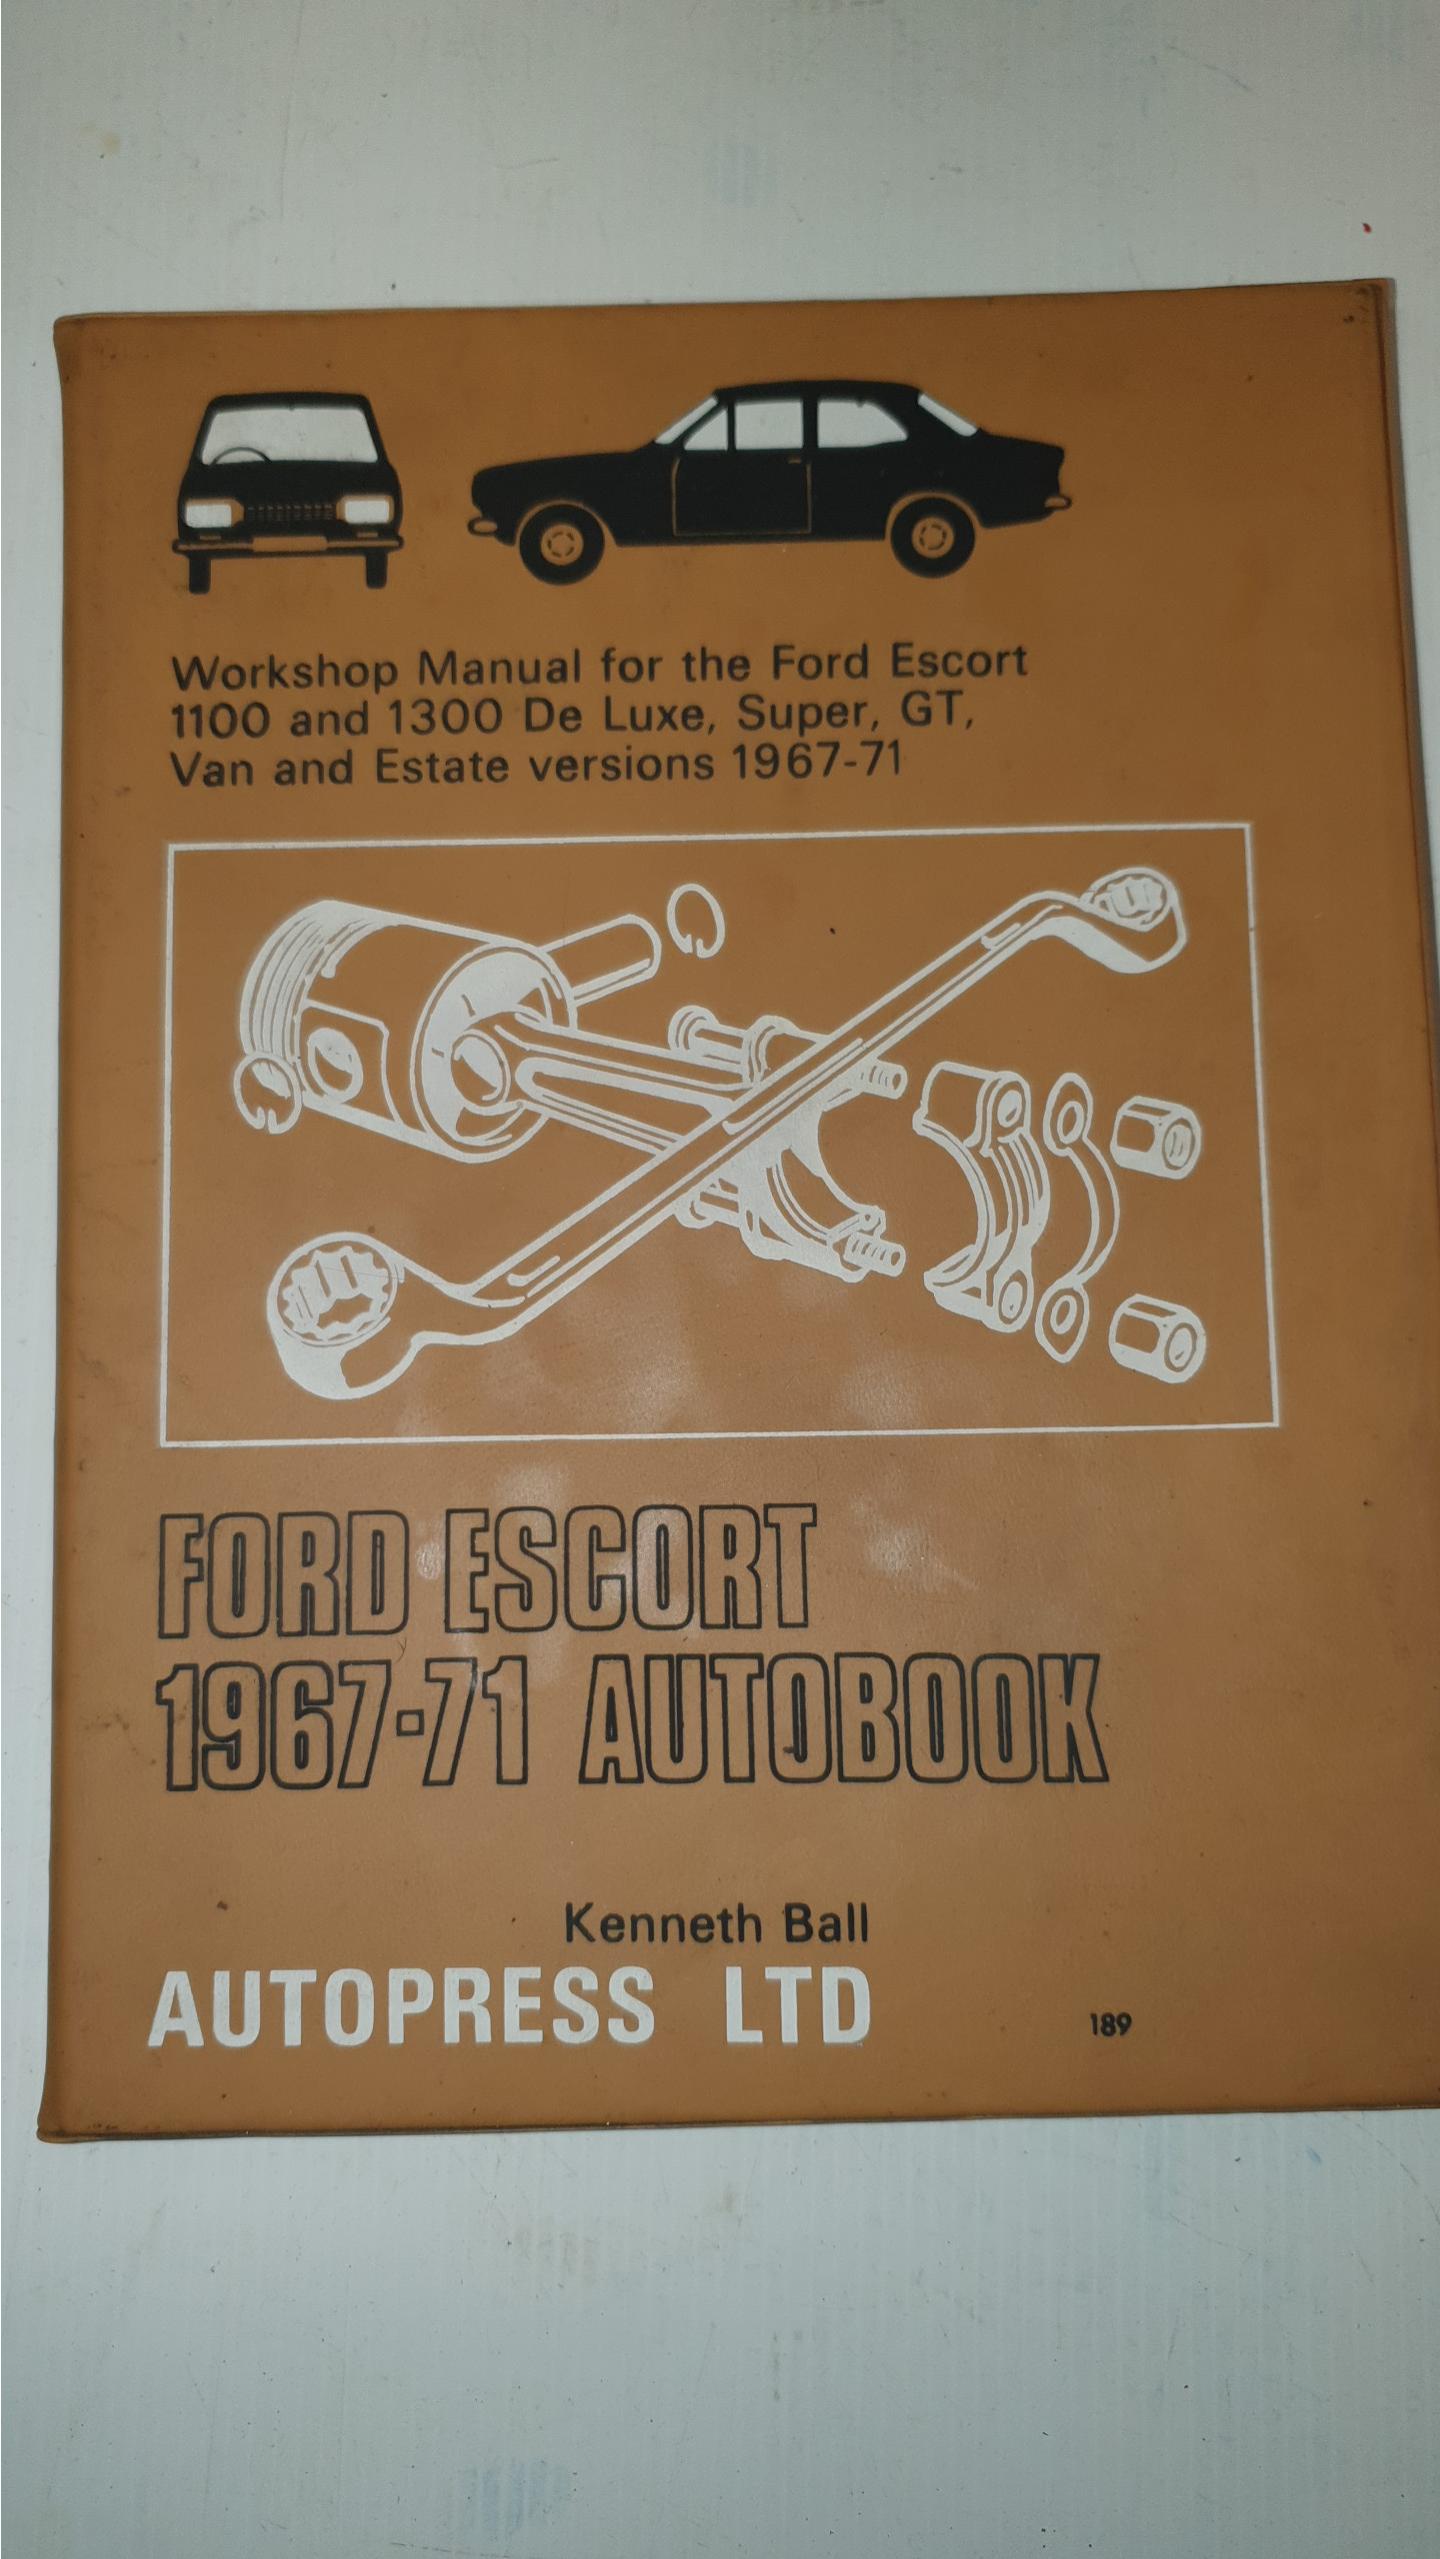 Workshop Manual for the Ford Escort
1100 and 1300 De Luxe, Super, GT,
Van and Estate versions 1967-71
FORD ESCORT
1967-71 AUTOBOOK
Kenneth Ball
AUTOPRESS LTD
189